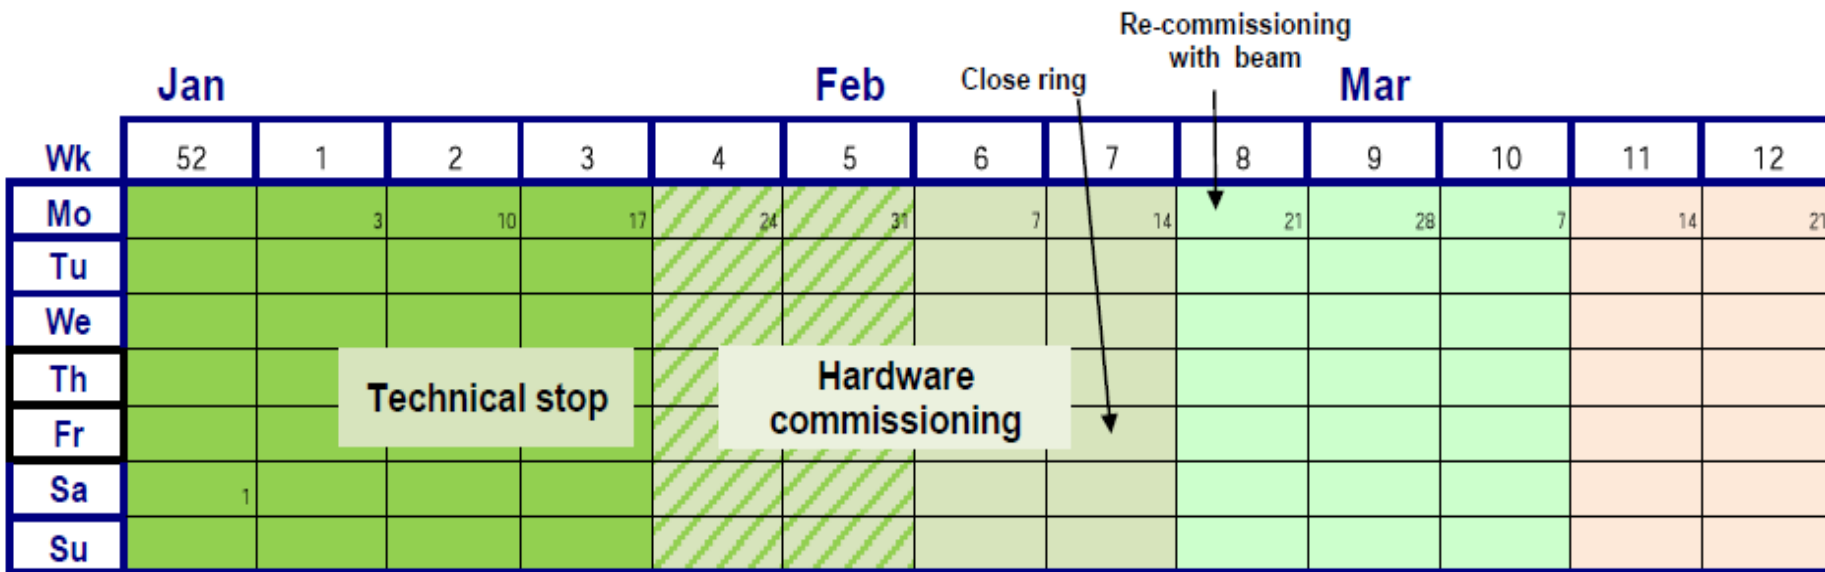 Re-commissioning
with beam
Jan Feb Close ring Mar
Wk 52 1 2 3 4 5 6 7 8 9 10 11 12
Mo 3 10 17 24 31 7 14 21 28 7 14 21
Tu
We
Th
Technical stop
Hardware
commissioning
Fr
Sa 1
Su